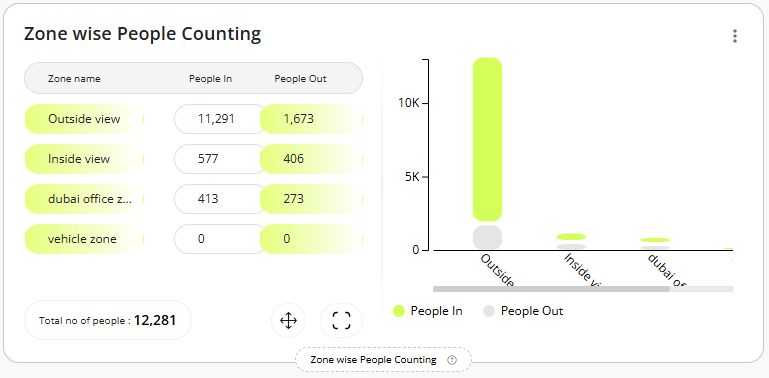 Zone wise People Counting
Zone name People In People Out
Outside view 11,291 1,673
Inside view 577 406
dubai office z... 413 273
vehicle zone 0 0
Total no of people : 12,281
10K
5K
0
Outside
Inside vi
dubai of
People In People Out
Zone wise People Counting ?